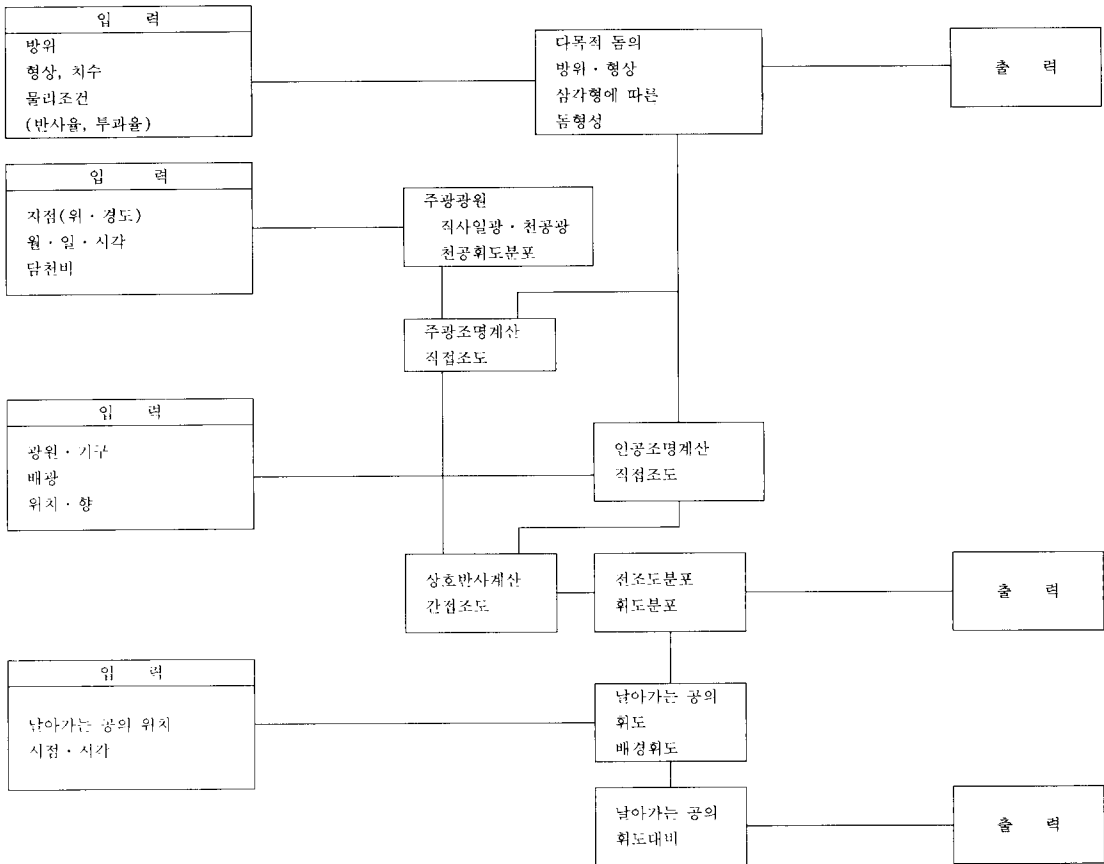 입 력
방위
형상, 치수
물리조건
(반사율, 부과율)
다목적 돔의
방위 · 형상
삼각형에 따른
돔형성
출 력
입 력
지점(위 · 경도)
월 · 일 · 시각
담천비
주광광원
직사일광 · 천공광
천공휘도분포
주광조명계산
직접조도
입 력
광원 · 기구
배광
위치 · 향
인공조명계산
직접조도
상호반사계산
간접조도
전조도분포
휘도분포
출 력
입 력
날아가는 공의 위치
시점 · 시각
날아가는 공의
휘도
배경휘도
날아가는 공의
휘도대비
출 력